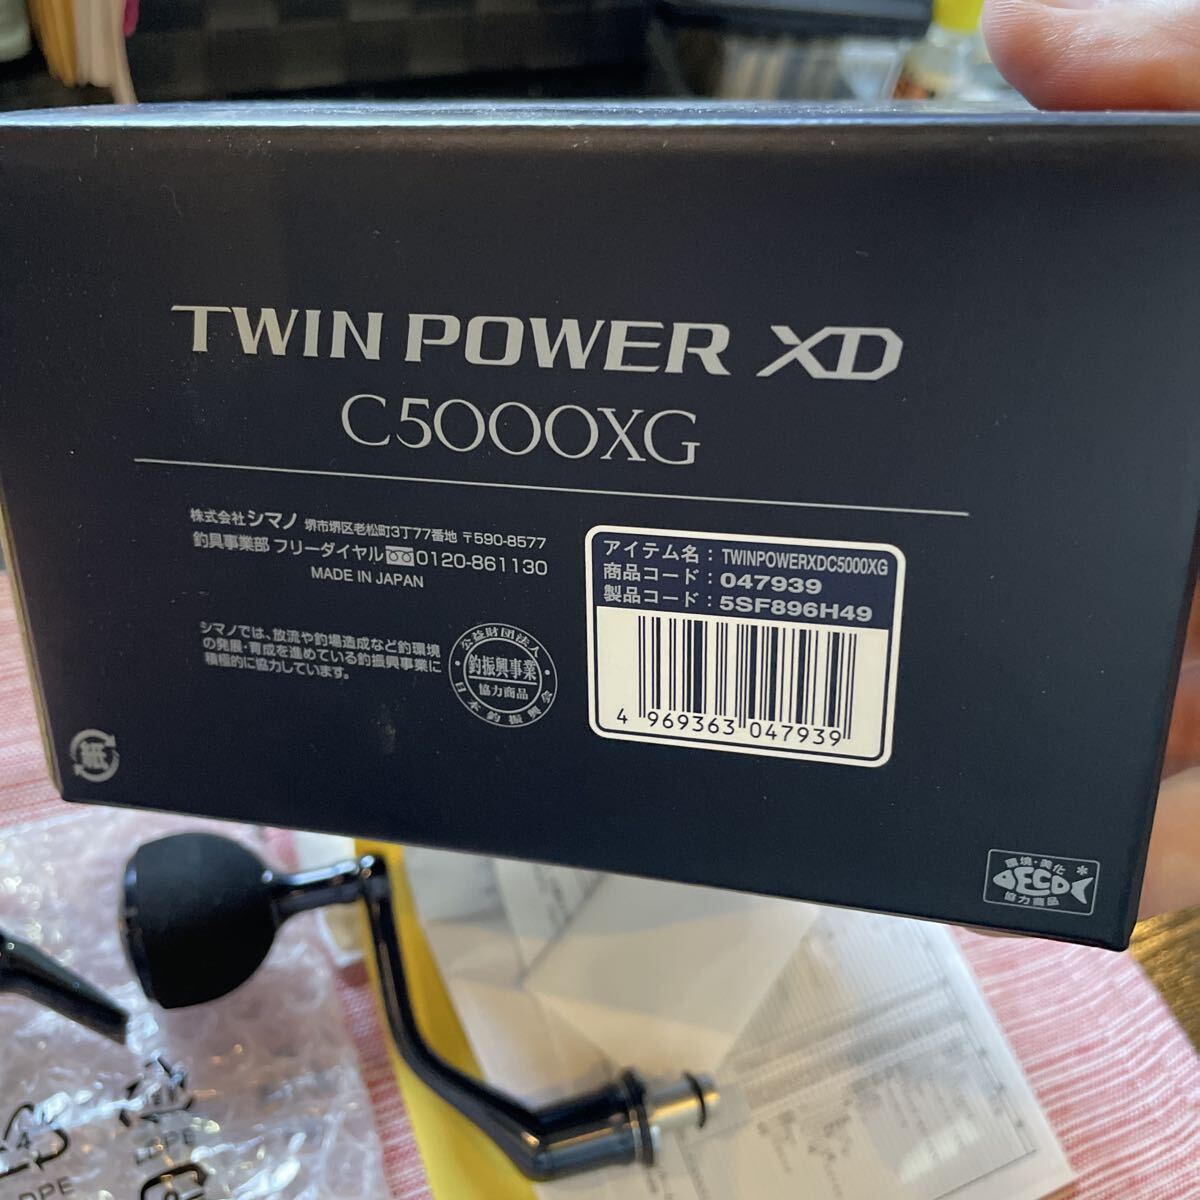 TWIN POWER XD
C5000XG
株式会社シマノ 堺市堺区老松町3丁77番地 〒590-8577
釣具事業部 フリーダイヤル 0120-861130
MADE IN JAPAN
シマノでは、放流や釣場造成など釣環境
の発展・育成を進めている釣振興事業に
積極的に協力しています。
公益財団法人
釣振興事業
協力商品
日本釣振興会
アイテム名： TWINPOWERXDC5000XG
商品コード： 047939
製品コード： 5SF896H49
4 969363 047939
紙
環境・美化
ECO
協力商品
4